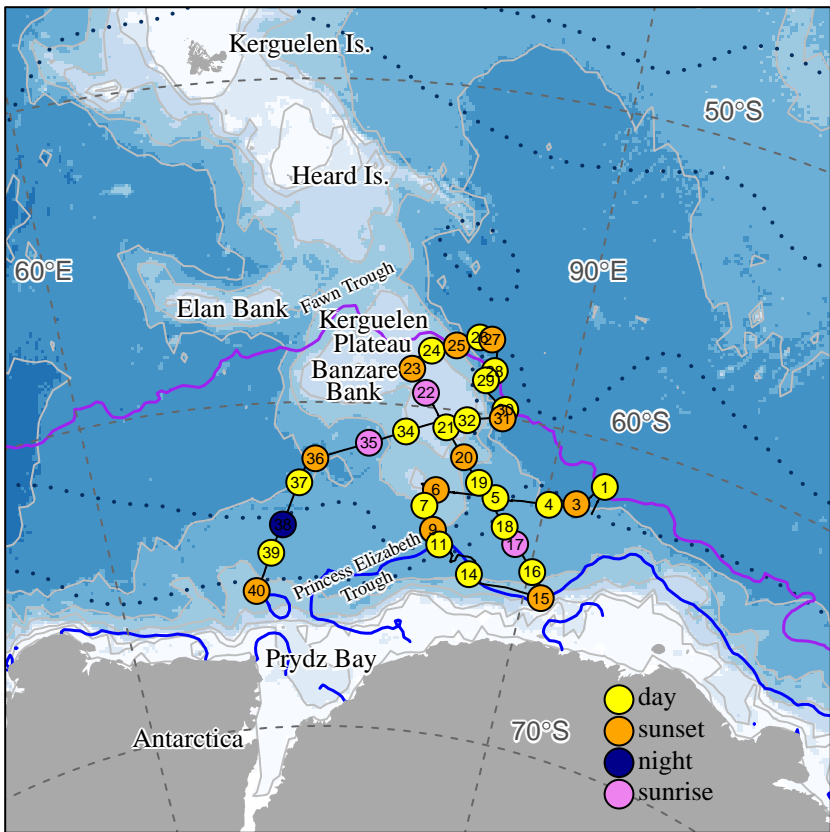 Kerguelen Is.
50°S
Heard Is.
60°E
90°E
Fawn Trough
Elan Bank
Kerguelen
Plateau
Banzare
Bank
26
27
25
24
23
28
29
22
30
31
32
21
34
35
36
60°S
20
37
19
6
5
1
4
3
7
38
18
9
17
11
39
Princess Elizabeth
Trough
16
14
40
15
Prydz Bay
Antarctica
70°S
day
sunset
night
sunrise